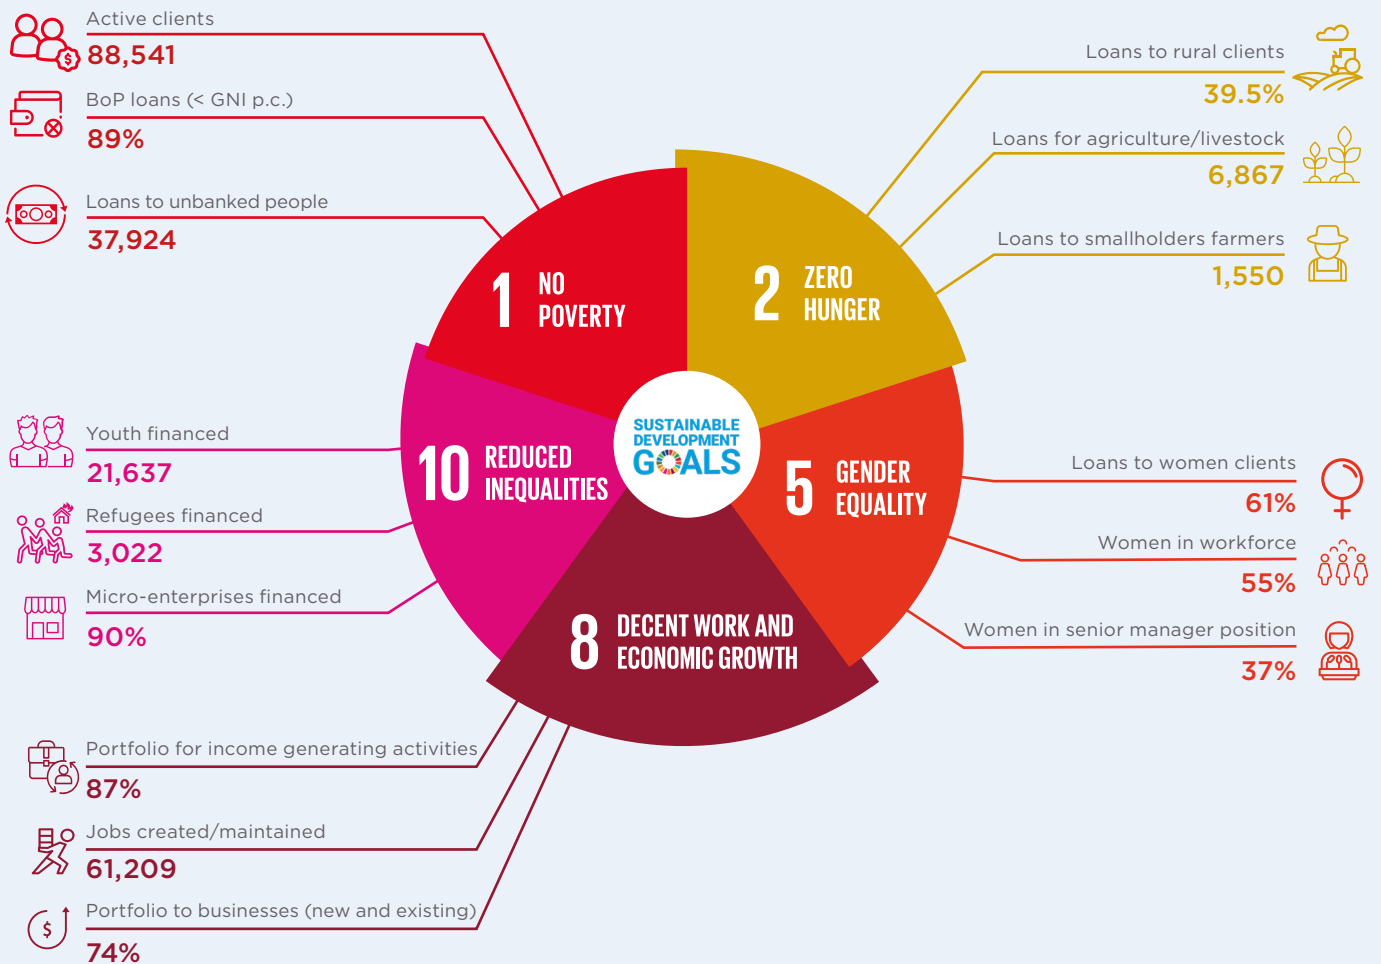 Active clients
88,541
BoP loans (< GNI p.c.)
89%
Loans to unbanked people
37,924
Loans to rural clients
39.5%
Loans for agriculture/livestock
6,867
Loans to smallholders farmers
1,550
1 NO
POVERTY
2 ZERO
HUNGER
SUSTAINABLE
DEVELOPMENT
GOALS
10 REDUCED
INEQUALITIES
5 GENDER
EQUALITY
8 DECENT WORK AND
ECONOMIC GROWTH
Youth financed
21,637
Refugees financed
3,022
Micro-enterprises financed
90%
Loans to women clients
61%
Women in workforce
55%
Women in senior manager position
37%
Portfolio for income generating activities
87%
Jobs created/maintained
61,209
Portfolio to businesses (new and existing)
74%